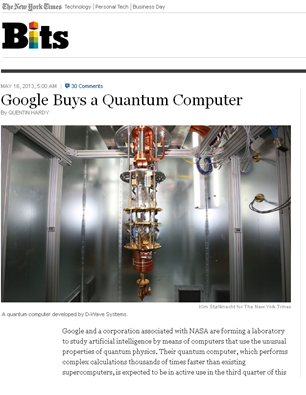 The New York Times Technology | Personal Tech | Business Day
Bits
MAY 16, 2013, 5:00 AM | 30 Comments
Google Buys a Quantum Computer
By QUENTIN HARDY
Kim Stallknecht for The New York Times
A quantum computer developed by D-Wave Systems.
Google and a corporation associated with NASA are forming a laboratory
to study artificial intelligence by means of computers that use the unusual
properties of quantum physics. Their quantum computer, which performs
complex calculations thousands of times faster than existing
supercomputers, is expected to be in active use in the third quarter of this